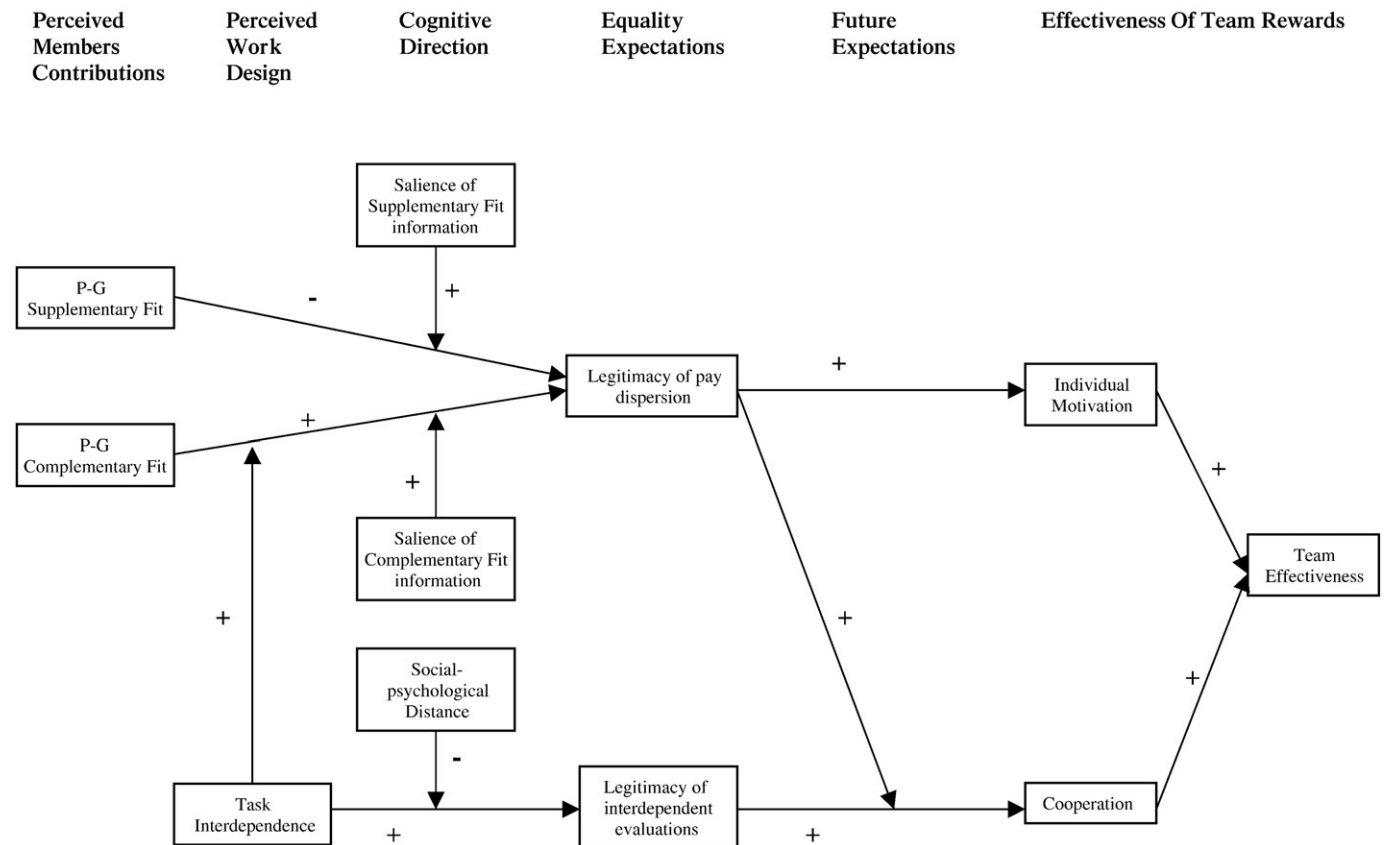 Perceived
Members
Contributions
Perceived
Work
Design
Cognitive
Direction
Equality
Expectations
Future
Expectations
Effectiveness Of Team Rewards
Salience of
Supplementary Fit
information
+
P-G
Supplementary Fit
-
Legitimacy of pay
dispersion
+
Individual
Motivation
P-G
Complementary Fit
+
+
Salience of
Complementary Fit
information
+
Team
Effectiveness
+
+
Social-
psychological
Distance
+
-
Task
Interdependence
+
Legitimacy of
interdependent
evaluations
+
Cooperation